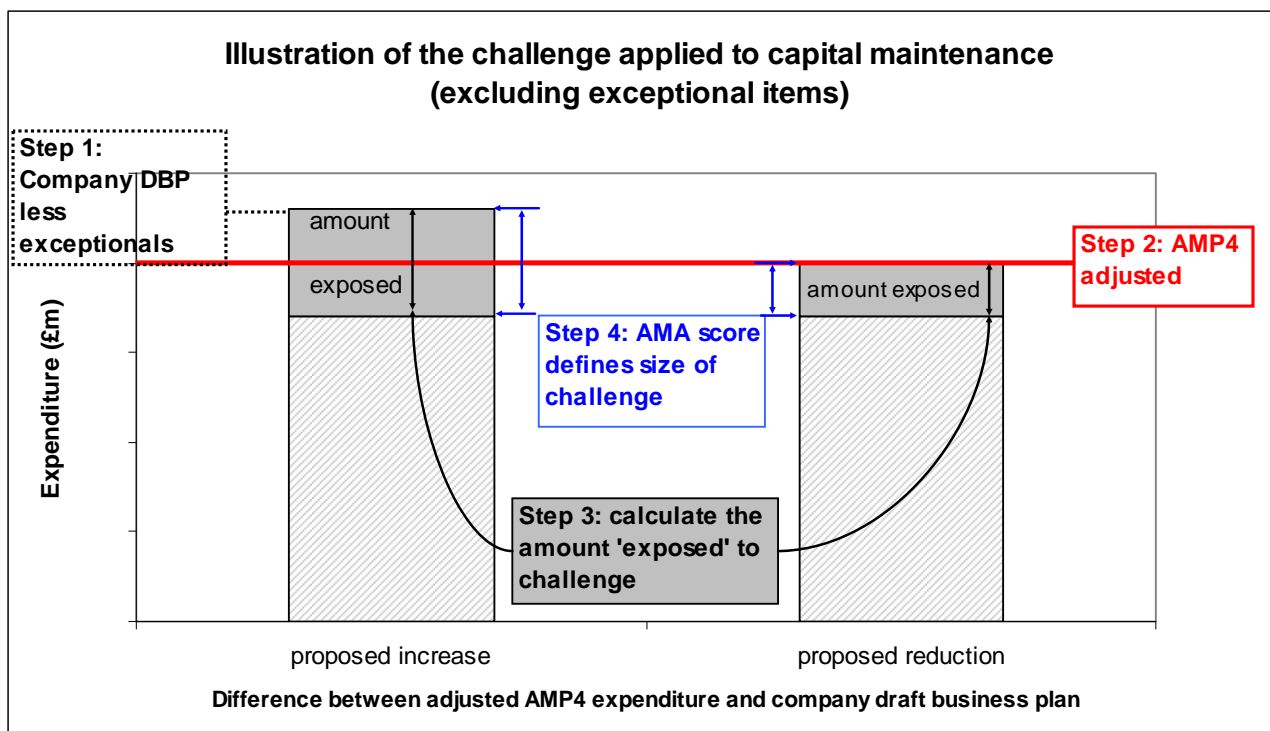 Illustration of the challenge applied to capital maintenance
(excluding exceptional items)
Step 1:
Company DBP
less
exceptionals
amount
exposed
Step 2: AMP4
adjusted
amount exposed
Step 4: AMA score
defines size of
challenge
Expenditure (£m)
Step 3: calculate the
amount 'exposed' to
challenge
proposed increase
proposed reduction
Difference between adjusted AMP4 expenditure and company draft business plan